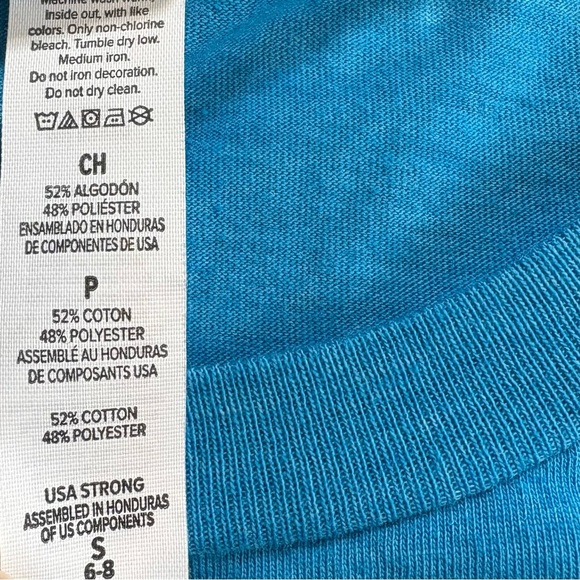 Machine wash warm,
Inside out, with like
colors. Only non-chlorine
bleach. Tumble dry low.
Medium iron.
Do not iron decoration.
Do not dry clean.
CH
52% ALGODÓN
48% POLIÉSTER
ENSAMBLADO EN HONDURAS
DE COMPONENTES DE USA
P
52% COTON
48% POLYESTER
ASSEMBLÉ AU HONDURAS
DE COMPOSANTS USA
52% COTTON
48% POLYESTER
USA STRONG
ASSEMBLED IN HONDURAS
OF US COMPONENTS
S
6-8